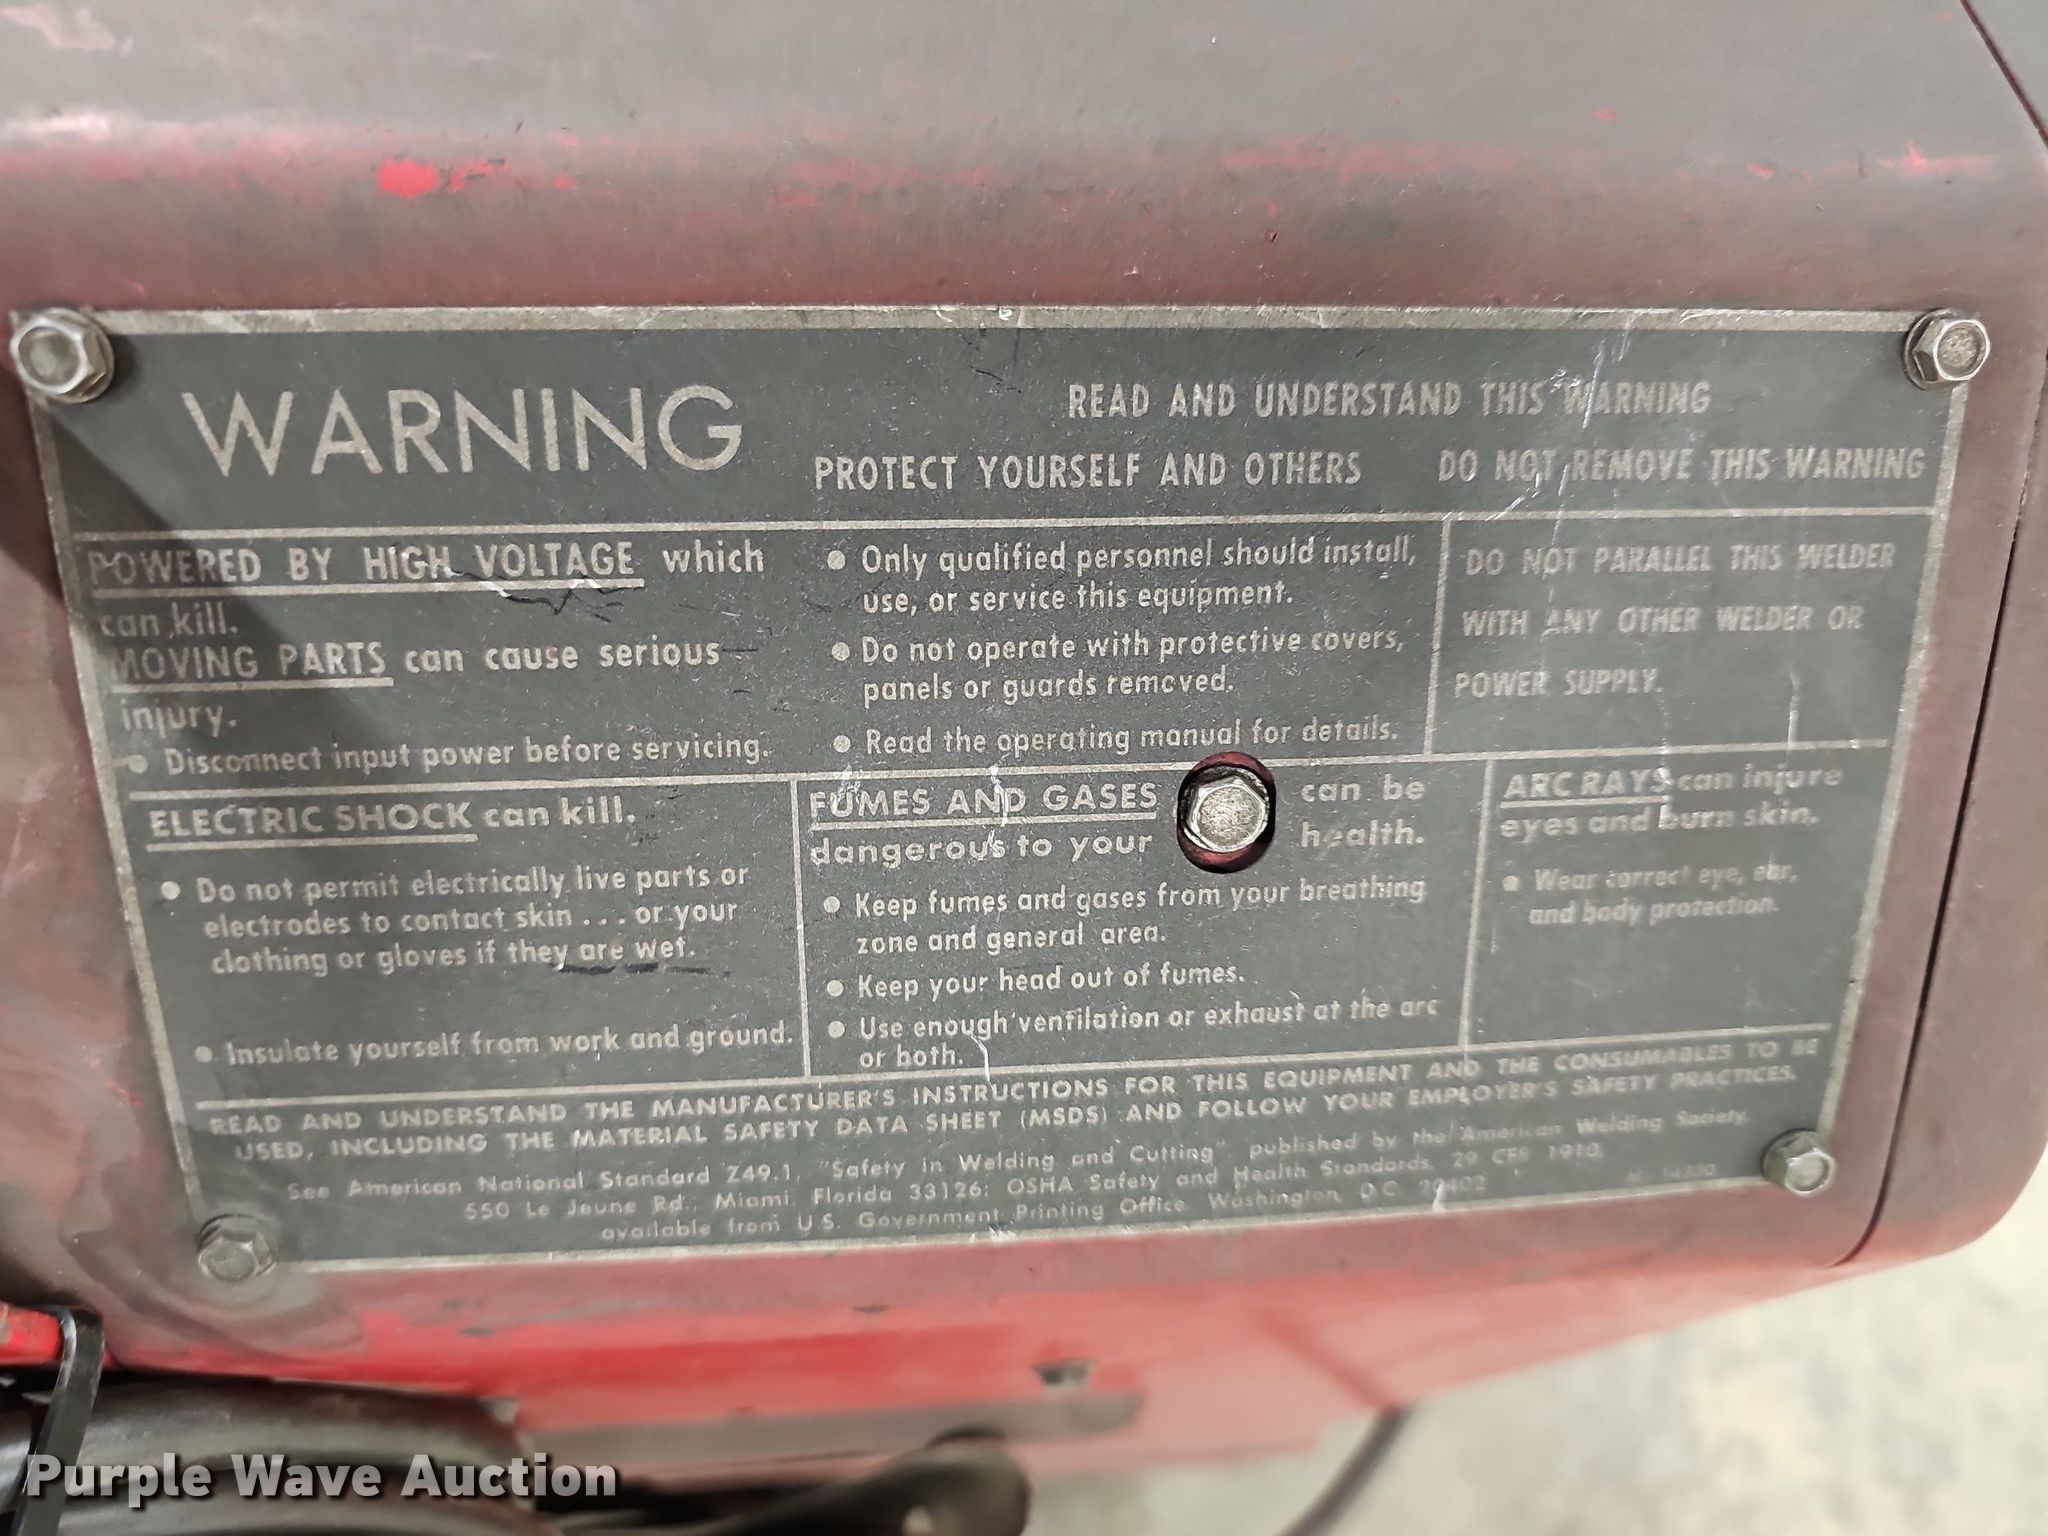 WARNING
READ AND UNDERSTAND THIS WARNING
PROTECT YOURSELF AND OTHERS DO NOT REMOVE THIS WARNING
POWERED BY HIGH VOLTAGE which
can kill.
MOVING PARTS can cause serious
injury.
• Disconnect input power before servicing.
• Only qualified personnel should install,
use, or service this equipment.
• Do not operate with protective covers,
panels or guards removed.
• Read the operating manual for details.
DO NOT PARALLEL THIS WELDER
WITH ANY OTHER WELDER OR
POWER SUPPLY.
ELECTRIC SHOCK can kill.
• Do not permit electrically live parts or
electrodes to contact skin ... or your
clothing or gloves if they are wet.
• Insulate yourself from work and ground.
FUMES AND GASES can be
dangerous to your health.
• Keep fumes and gases from your breathing
zone and general area.
• Keep your head out of fumes.
• Use enough ventilation or exhaust at the arc
or both.
ARC RAYS can injure
eyes and burn skin.
• Wear correct eye, ear,
and body protection.
READ AND UNDERSTAND THE MANUFACTURER'S INSTRUCTIONS FOR THIS EQUIPMENT AND THE CONSUMABLES TO BE
USED, INCLUDING THE MATERIAL SAFETY DATA SHEET (MSDS) AND FOLLOW YOUR EMPLOYER'S SAFETY PRACTICES.
See American National Standard Z49.1, "Safety in Welding and Cutting" published by the American Welding Society,
550 Le Jeune Rd., Miami, Florida 33126; OSHA Safety and Health Standards, 29 CFR 1910,
available from U.S. Government Printing Office Washington D.C. 20402
Purple Wave Auction